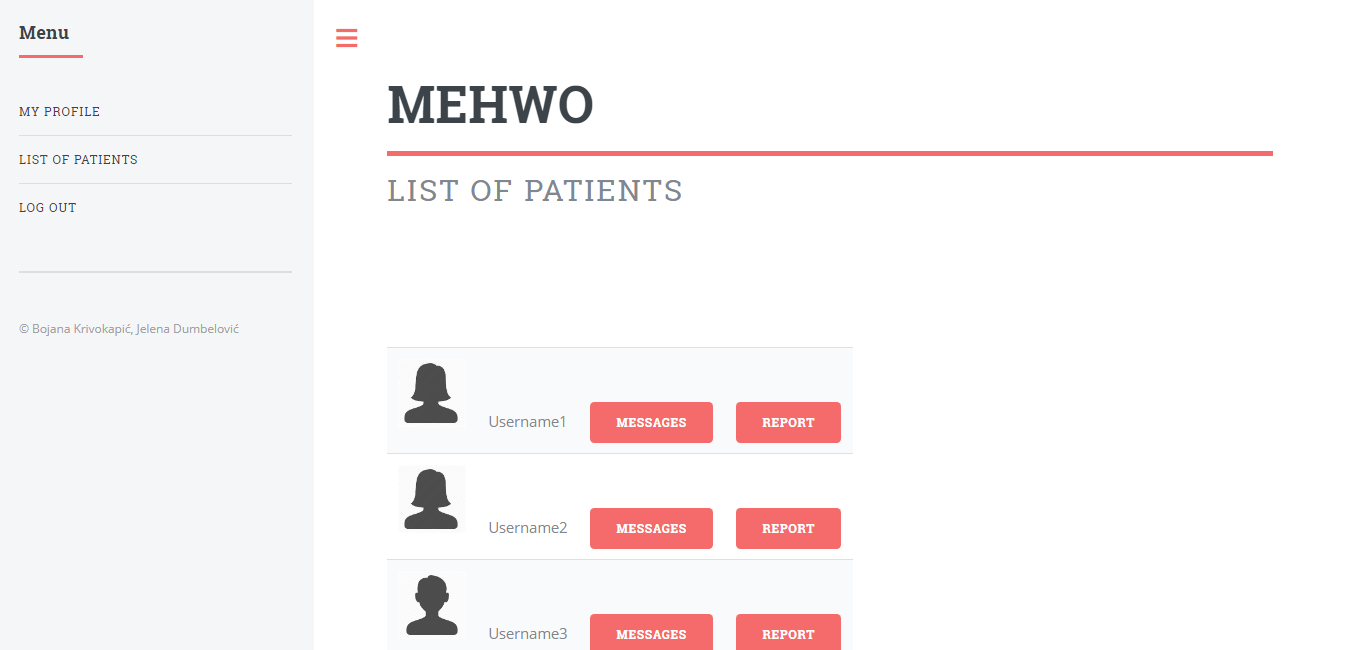 Menu
MY PROFILE
LIST OF PATIENTS
LOG OUT
© Bojana Krivokapić, Jelena Dumbelović
MEHWO
LIST OF PATIENTS
Username1 MESSAGES REPORT
Username2 MESSAGES REPORT
Username3 MESSAGES REPORT